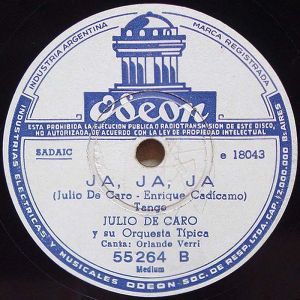 INDUSTRIA ARGENTINA
MARCA REGISTRADA
Odeon
ESTA PROHIBIDA LA EJECUCION PUBLICA O RADIOTRANSMISION DE ESTE DISCO,
NO AUTORIZADA, DE ACUERDO CON LA LEY DE PROPIEDAD INTELECTUAL
SADAIC
e 18043
JA, JA, JA
(Julio De Caro - Enrique Cadícamo)
Tango
JULIO DE CARO
y su Orquesta Típica
Canta: Orlando Verri
55264 B
Medium
INDUSTRIAS ELECTRICAS Y MUSICALES ODEON - SOC. DE RESP. LTDA. CAP. 12.000.000 B: AIRES